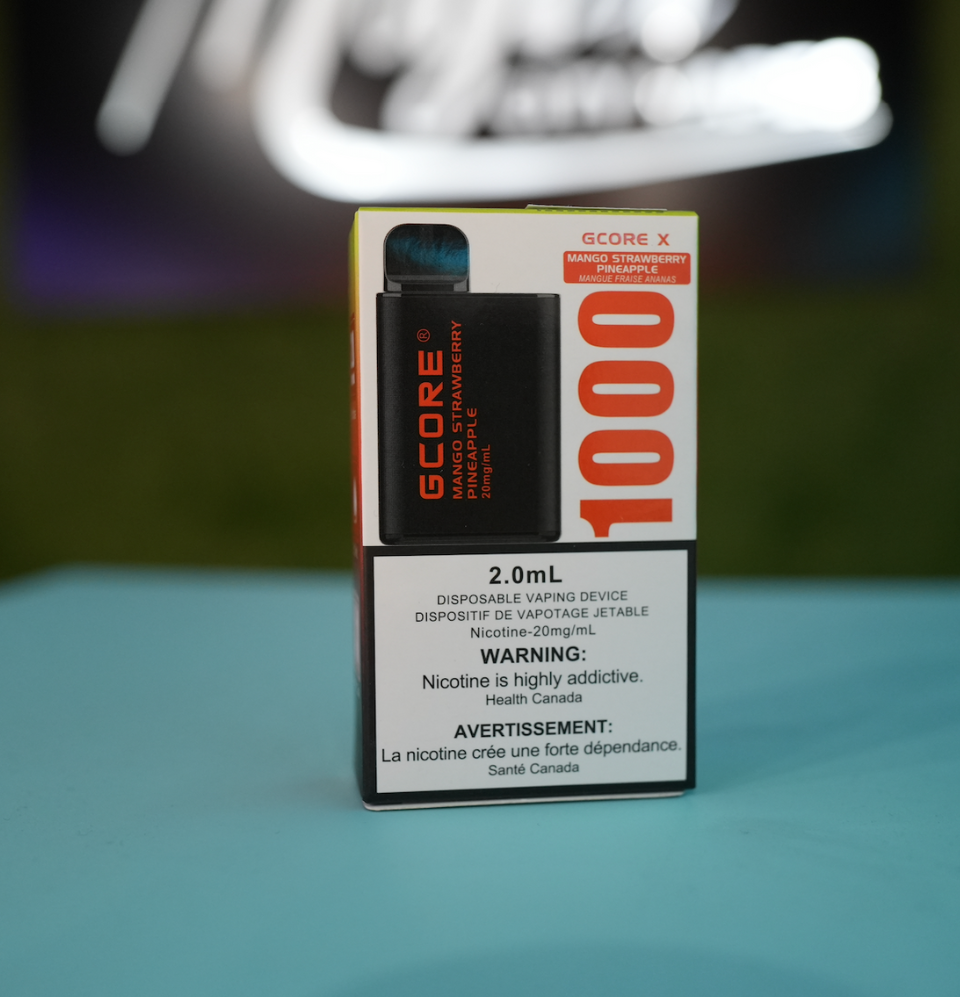 GCORE X
MANGO STRAWBERRY
PINEAPPLE
MANGUE FRAISE ANANAS
1000
GCORE®
MANGO STRAWBERRY
PINEAPPLE
20mg/mL
2.0mL
DISPOSABLE VAPING DEVICE
DISPOSITIF DE VAPOTAGE JETABLE
Nicotine-20mg/mL
WARNING:
Nicotine is highly addictive.
Health Canada
AVERTISSEMENT:
La nicotine crée une forte dépendance.
Santé Canada